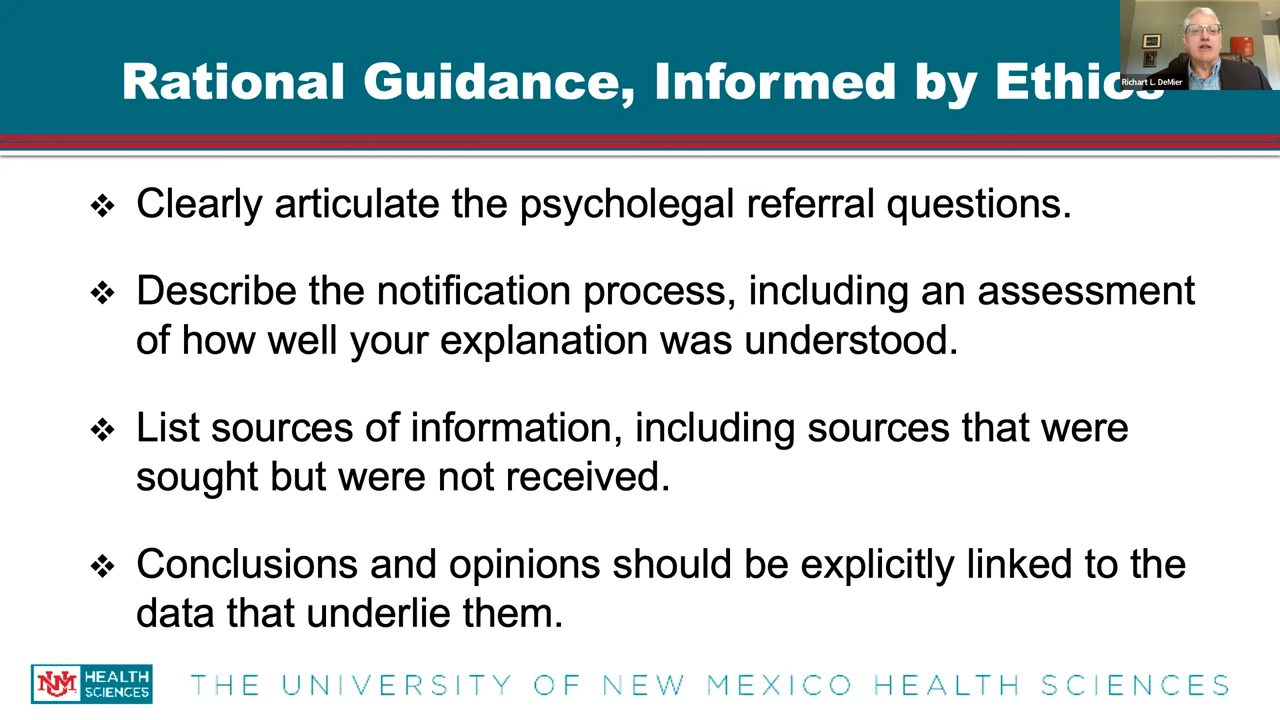 Rational Guidance, Informed by Ethics
Richart L. DeMier
❖ Clearly articulate the psycholegal referral questions.
❖ Describe the notification process, including an assessment
of how well your explanation was understood.
❖ List sources of information, including sources that were
sought but were not received.
❖ Conclusions and opinions should be explicitly linked to the
data that underlie them.
UNM HEALTH
SCIENCES
THE UNIVERSITY OF NEW MEXICO HEALTH SCIENCES